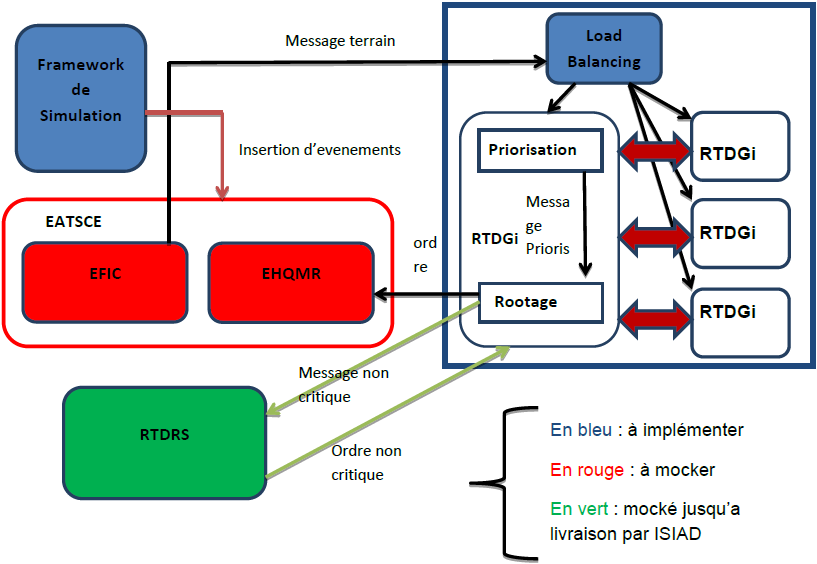 Message terrain
Load
Balancing
Framework
de
Simulation
Insertion d'evenements
Priorisation
RTDGi
Messa
ge
Prioris
RTDGi
RTDGi
EATSCE
EFIC
EHQMR
ord
re
Rootage
RTDGi
Message non
critique
RTDRS
Ordre non
critique
En bleu : à implémenter
En rouge : à mocker
En vert : mocké jusqu'a
livraison par ISIAD